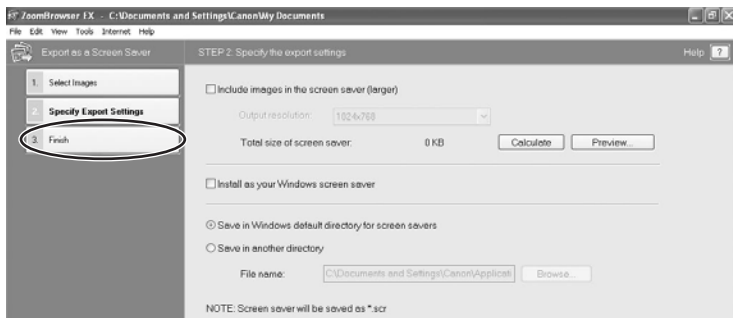 ZoomBrowser EX - C:\Documents and Settings\Canon\My Documents
File Edit View Tools Internet Help
Export as a Screen Saver
STEP 2: Specify the export settings
Help ?
1. Select Images
2. Specify Export Settings
3. Finish
Include images in the screen saver (larger)
Output resolution: 1024x768
Total size of screen saver: 0 KB Calculate Preview...
Install as your Windows screen saver
Save in Windows default directory for screen savers
Save in another directory
File name: C:\Documents and Settings\Canon\Applicati Browse...
NOTE: Screen saver will be saved as *.scr